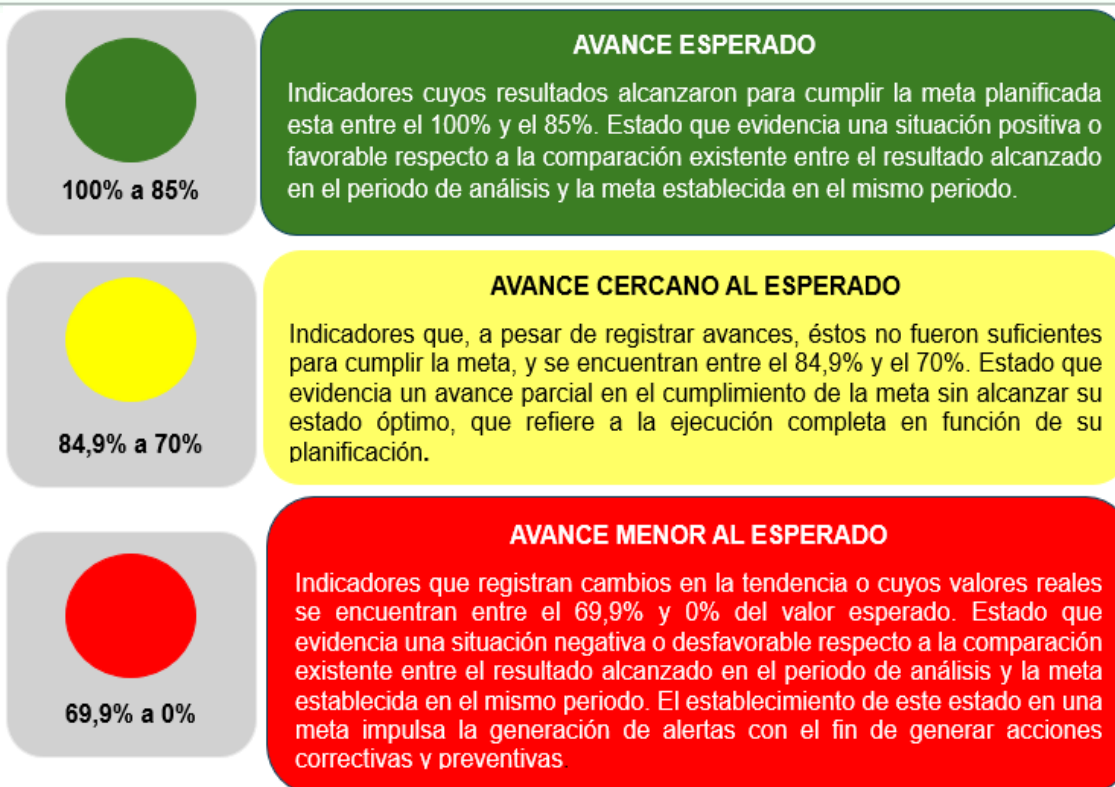 AVANCE ESPERADO
Indicadores cuyos resultados alcanzaron para cumplir la meta planificada
esta entre el 100% y el 85%. Estado que evidencia una situación positiva o
favorable respecto a la comparación existente entre el resultado alcanzado
en el periodo de análisis y la meta establecida en el mismo periodo.
100% a 85%
AVANCE CERCANO AL ESPERADO
Indicadores que, a pesar de registrar avances, éstos no fueron suficientes
para cumplir la meta, y se encuentran entre el 84,9% y el 70%. Estado que
evidencia un avance parcial en el cumplimiento de la meta sin alcanzar su
estado óptimo, que refiere a la ejecución completa en función de su
planificación.
84,9% a 70%
AVANCE MENOR AL ESPERADO
Indicadores que registran cambios en la tendencia o cuyos valores reales
se encuentran entre el 69,9% y 0% del valor esperado. Estado que
evidencia una situación negativa o desfavorable respecto a la comparación
existente entre el resultado alcanzado en el periodo de análisis y la meta
establecida en el mismo periodo. El establecimiento de este estado en una
meta impulsa la generación de alertas con el fin de generar acciones
correctivas y preventivas.
69,9% a 0%